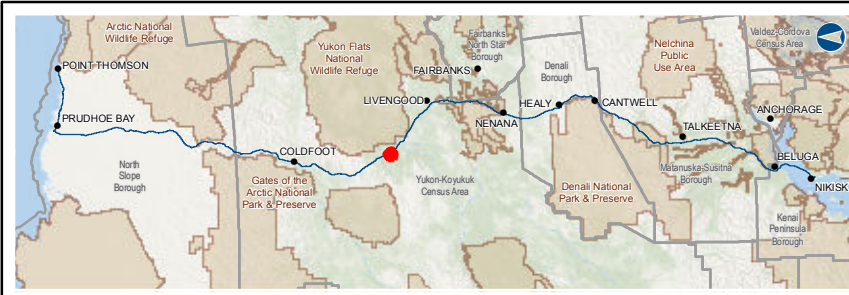 Arctic National
Wildlife Refuge
POINT THOMSON
PRUDHOE BAY
North
Slope
Borough
COLDFOOT
Gates of the
Arctic National
Park & Preserve
Yukon Flats
National
Wildlife Refuge
LIVENGOOD
Yukon-Koyukuk
Census Area
Fairbanks
North Star
Borough
FAIRBANKS
NENANA
Denali
Borough
HEALY
CANTWELL
Denali National
Park & Preserve
Nelchina
Public
Use Area
TALKEETNA
Matanuska-Susitna
Borough
Valdez-Cordova
Census Area
ANCHORAGE
BELUGA
NIKISK
Kenai
Peninsula
Borough